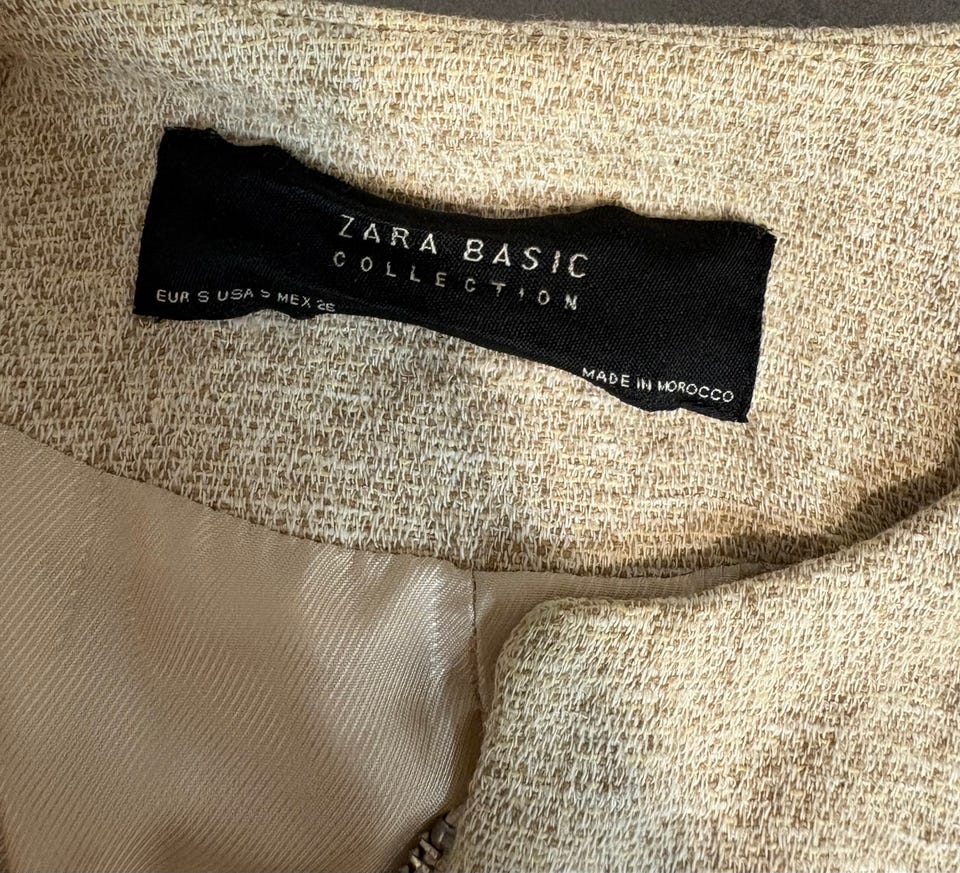 ZARA BASIC
COLLECTION
EUR S USA S MEX 26
MADE IN MOROCCO